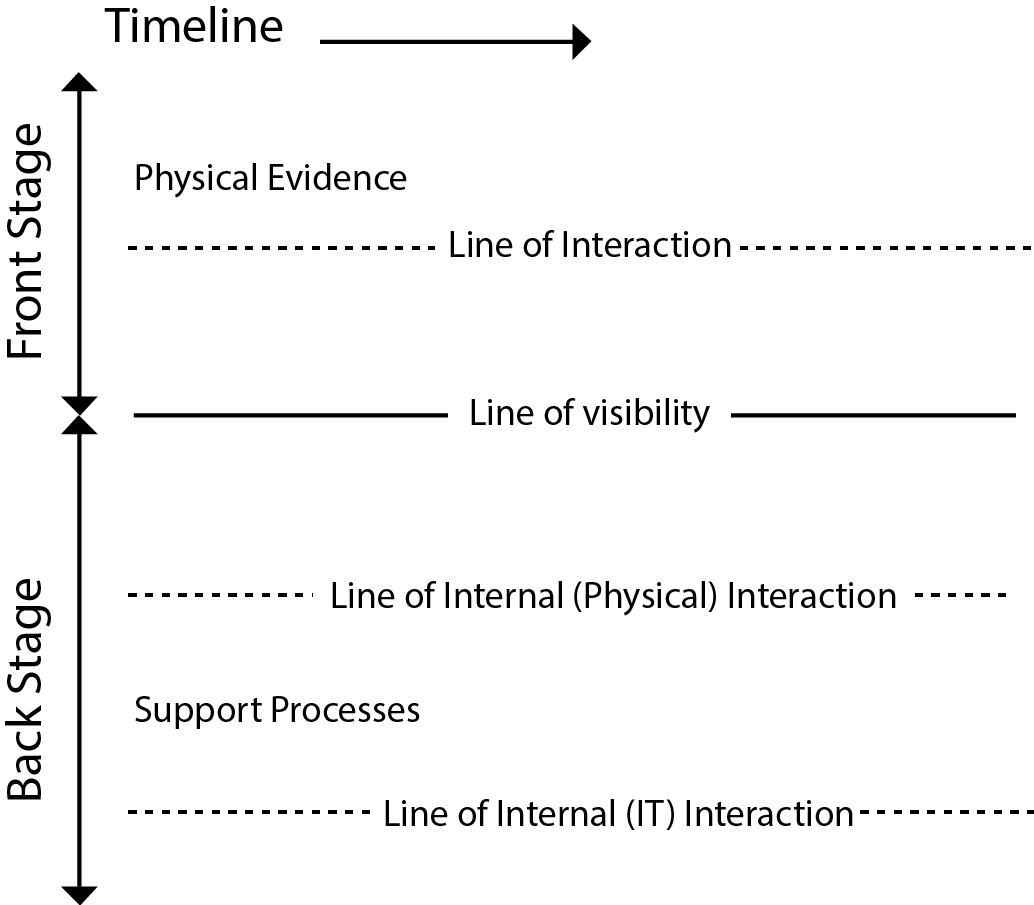 Timeline
Front Stage
Physical Evidence
Line of Interaction
Line of visibility
Back Stage
Line of Internal (Physical) Interaction
Support Processes
Line of Internal (IT) Interaction